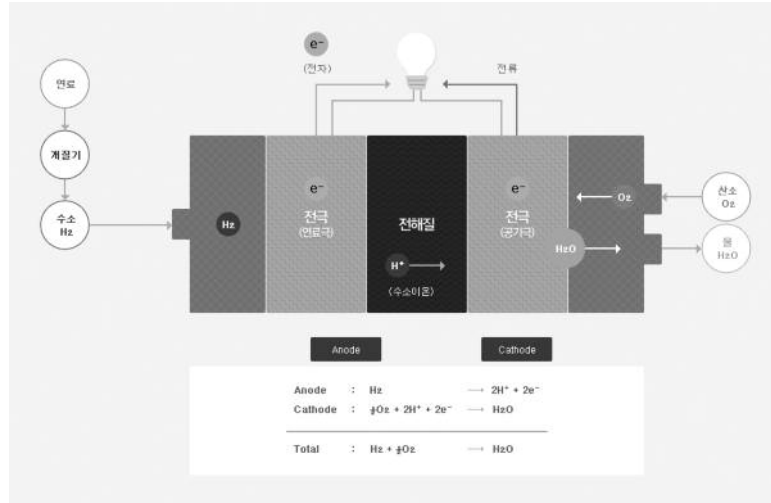 e⁻
(전자)
전류
연료
개질기
수소
H₂
H₂
e⁻
전극
(연료극)
전해질
H⁺
(수소이온)
e⁻
전극
(공기극)
O₂
H₂O
산소
O₂
물
H₂O
Anode
Cathode
Anode : H₂ → 2H⁺ + 2e⁻
Cathode : ½O₂ + 2H⁺ + 2e⁻ → H₂O
Total : H₂ + ½O₂ → H₂O